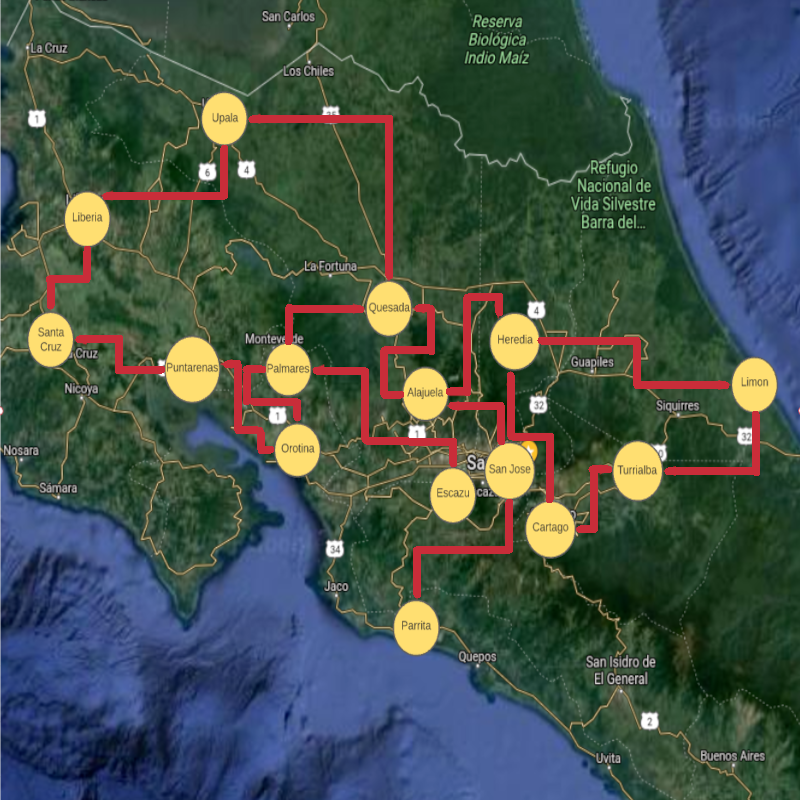 San Carlos
La Cruz
Los Chiles
Reserva
Biológica
Indio Maíz
1
35
Upala
6
4
Refugio
Nacional de
Vida Silvestre
Barra del...
Liberia
La Fortuna
Quesada
4
Santa
Cruz
Cruz
Puntarenas
Monteverde
Palmares
Heredia
Guapiles
Limon
Nicoya
Alajuela
32
Siquirres
1
1
32
Orotina
Nosara
San Jose
Turrialba
Sámara
Escazu
Cartago
34
Jaco
Parrita
Quepos
San Isidro de
El General
2
Uvita
Buenos Aires